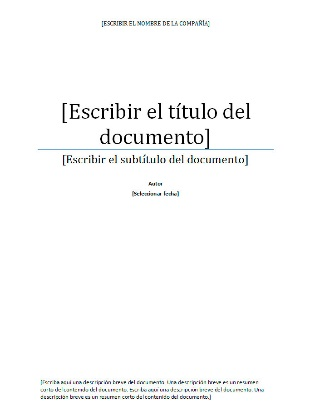 [ESCRIBIR EL NOMBRE DE LA COMPAÑÍA]
[Escribir el título del
documento]
[Escribir el subtítulo del documento]
Autor
[Seleccionar fecha]
[Escriba aquí una descripción breve del documento. Una descripción breve es un resumen
corto del contenido del documento. Escriba aquí una descripción breve del documento. Una
descripción breve es un resumen corto del contenido del documento.]